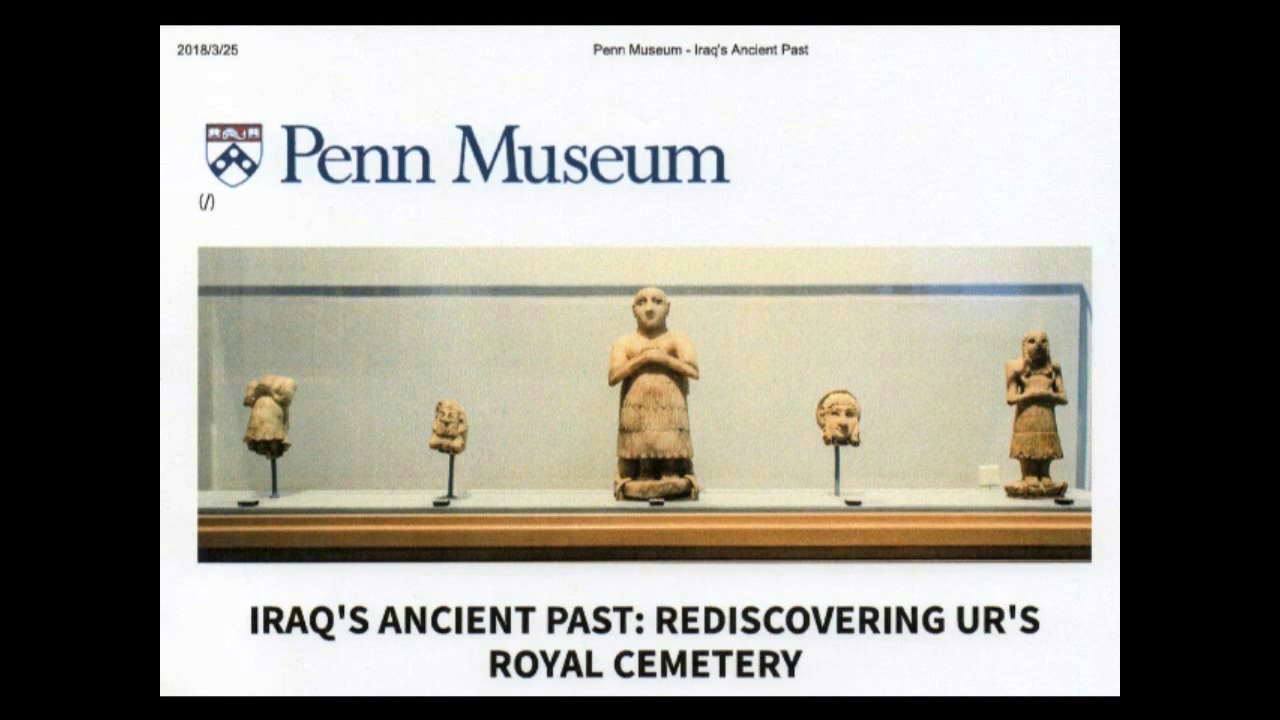 2018/3/25 Penn Museum - Iraq's Ancient Past
Penn Museum
(/)
IRAQ'S ANCIENT PAST: REDISCOVERING UR'S
ROYAL CEMETERY